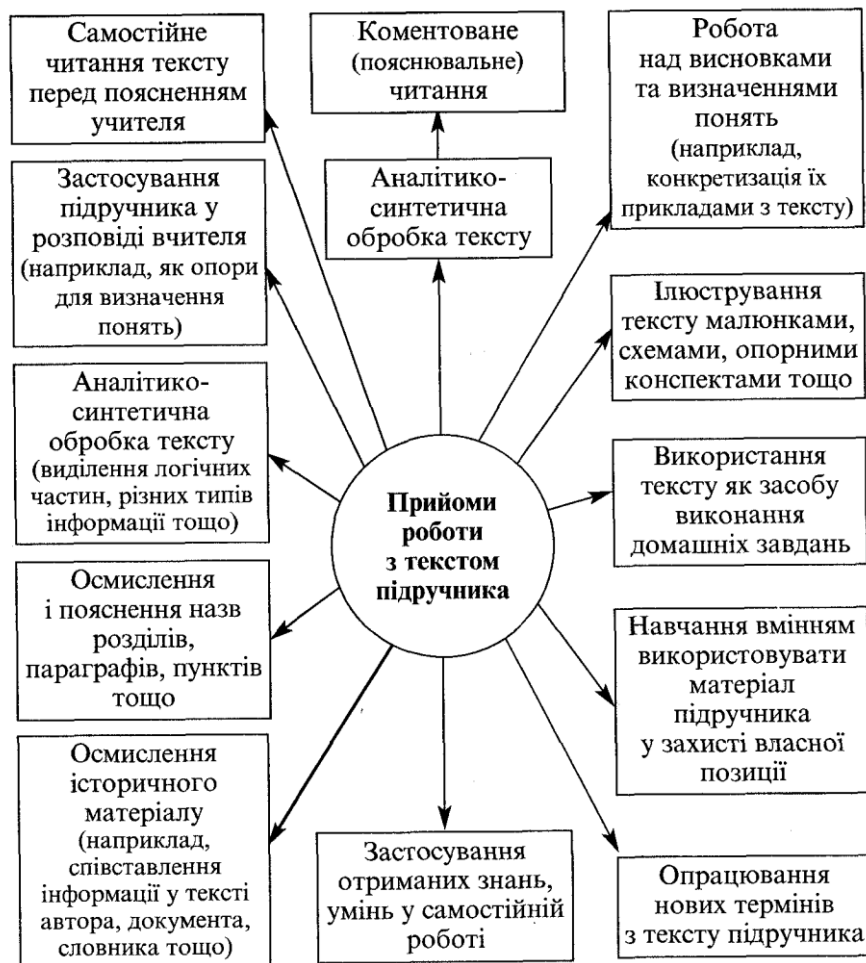 Самостійне
читання тексту
перед поясненням
учителя
Коментоване
(пояснювальне)
читання
Робота
над висновками
та визначеннями
понять
(наприклад,
конкретизація їх
прикладами з тексту)
Застосування
підручника у
розповіді вчителя
(наприклад, як опори
для визначення
понять)
Аналітико-
синтетична
обробка тексту
Ілюстрування
тексту малюнками,
схемами, опорними
конспектами тощо
Аналітико-
синтетична
обробка тексту
(виділення логічних
частин, різних типів
інформації тощо)
Прийоми
роботи
з текстом
підручника
Використання
тексту як засобу
виконання
домашніх завдань
Осмислення
і пояснення назв
розділів,
параграфів, пунктів
тощо
Навчання вмінням
використовувати
матеріал
підручника
у захисті власної
позиції
Осмислення
історичного
матеріалу
(наприклад,
співставлення
інформації у тексті
автора, документа,
словника тощо)
Застосування
отриманих знань,
умінь у самостійній
роботі
Опрацювання
нових термінів
з тексту підручника